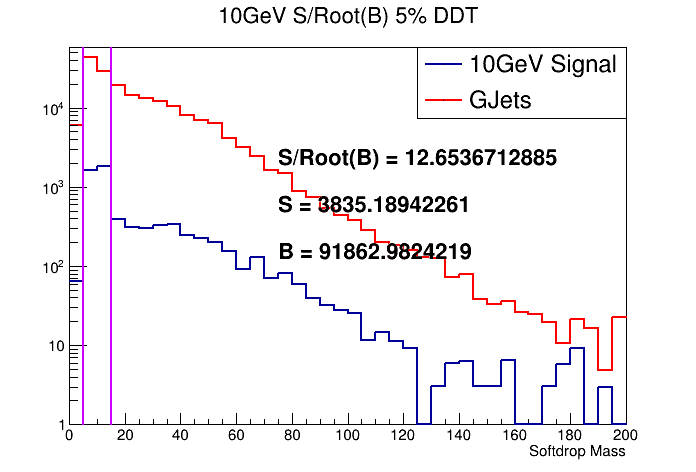 10GeV S/Root(B) 5% DDT
10GeV Signal
GJets
S/Root(B) = 12.6536712885
S = 3835.18942261
B = 91862.9824219
10⁴
10³
10²
10
1
0 20 40 60 80 100 120 140 160 180 200
Softdrop Mass